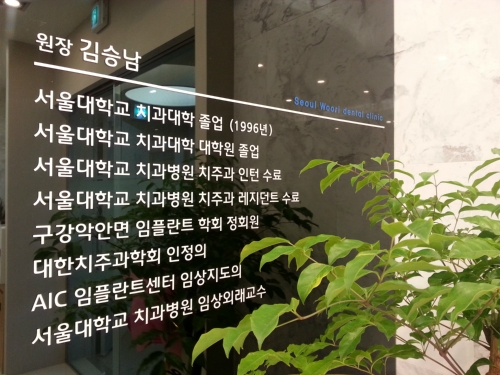 원장 김승남
Seoul Woori dental clinic
서울대학교 치과대학 졸업 (1996년)
서울대학교 치과대학 대학원 졸업
서울대학교 치과병원 치주과 인턴 수료
서울대학교 치과병원 치주과 레지던트 수료
구강악안면 임플란트 학회 정회원
대한치주과학회 인정의
AIC 임플란트센터 임상지도의
서울대학교 치과병원 임상외래교수